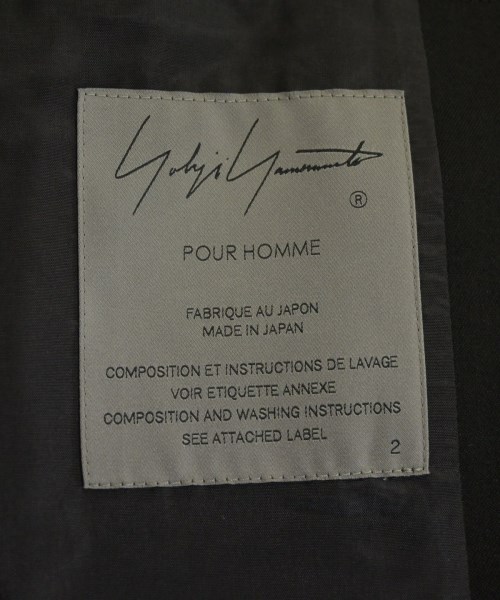 Yohji Yamamoto
®
POUR HOMME
FABRIQUE AU JAPON
MADE IN JAPAN
COMPOSITION ET INSTRUCTIONS DE LAVAGE
VOIR ETIQUETTE ANNEXE
COMPOSITION AND WASHING INSTRUCTIONS
SEE ATTACHED LABEL
2